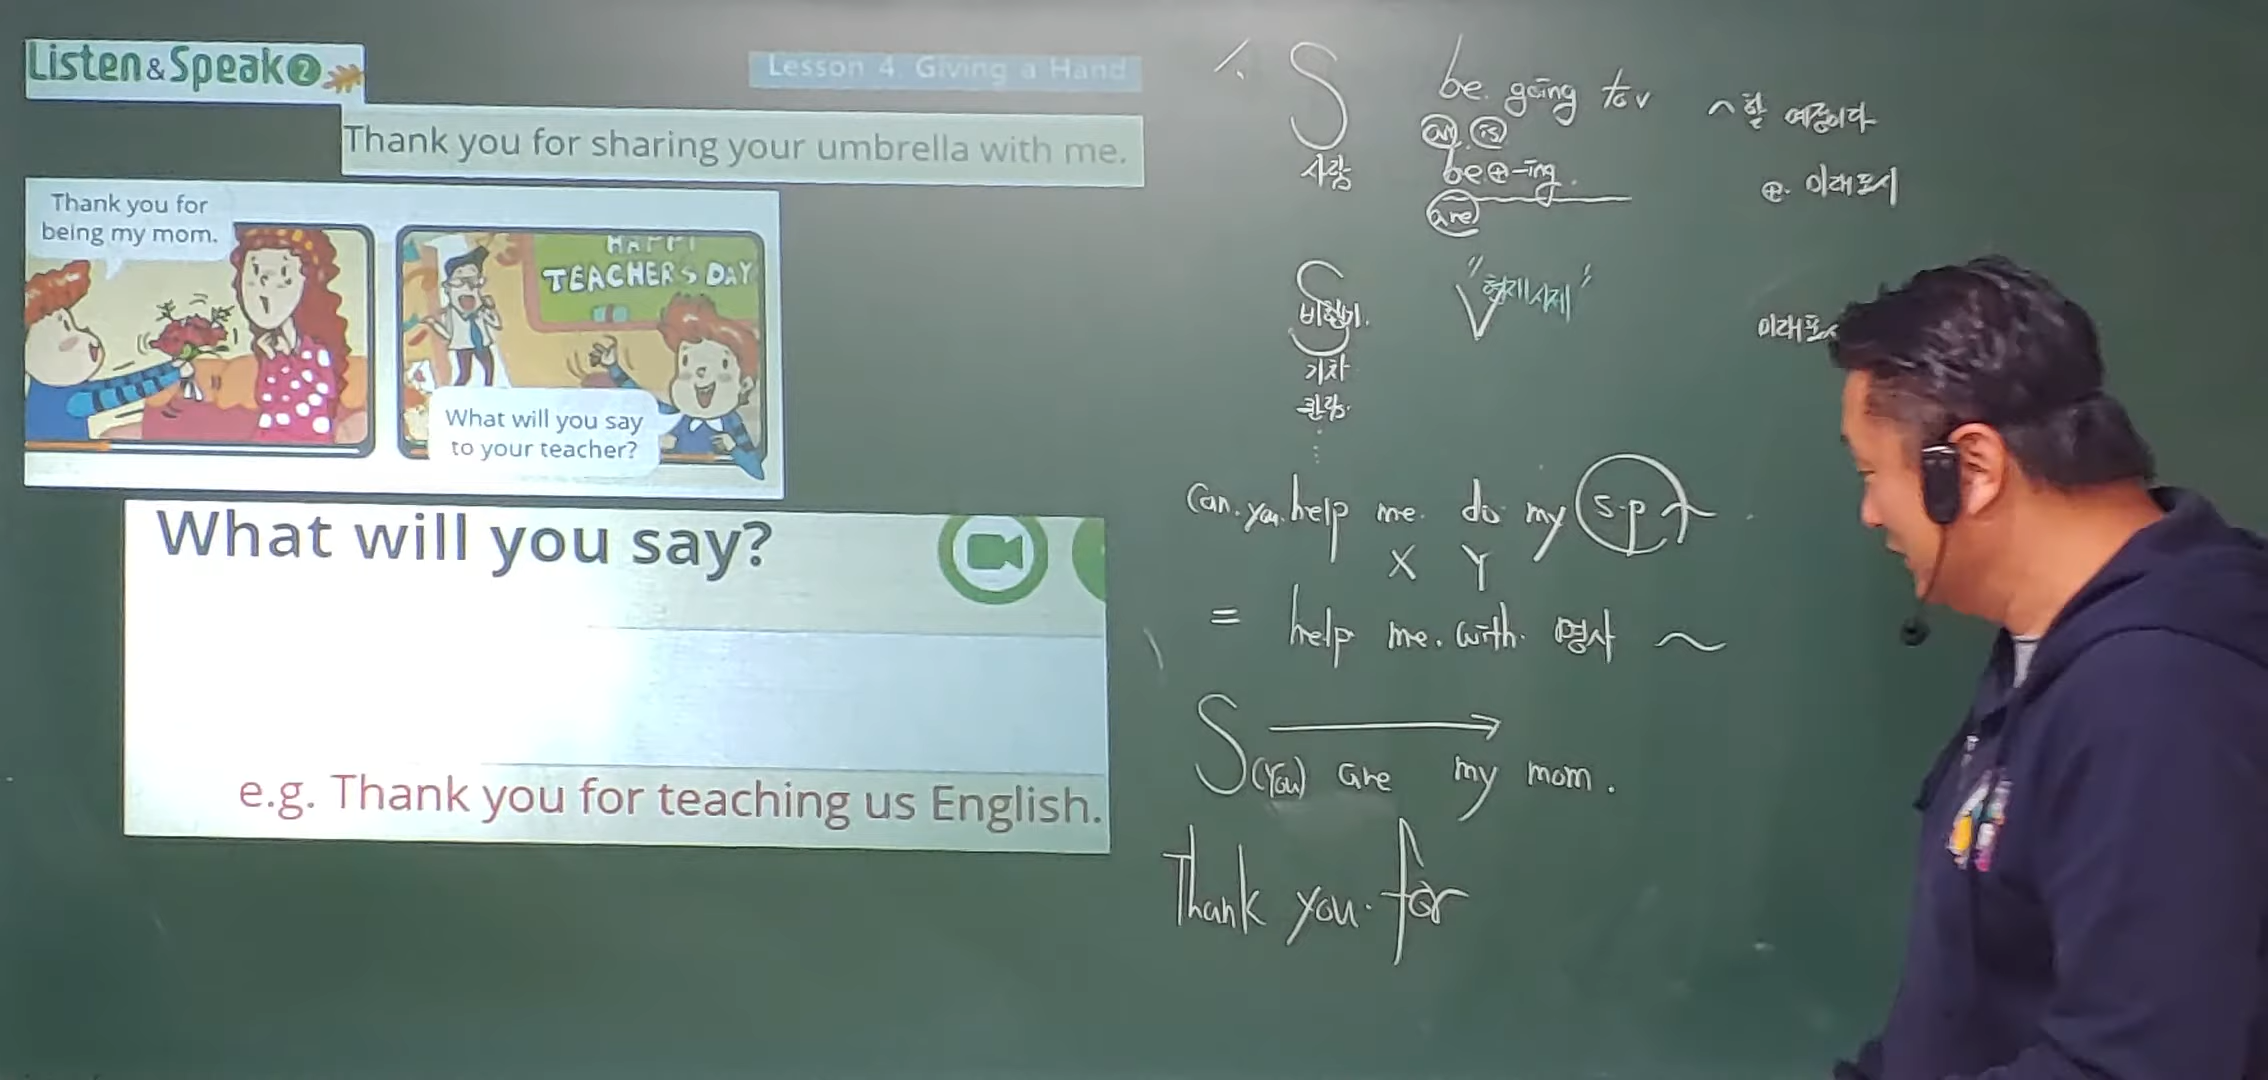 Listen & Speak 2
Lesson 4. Giving a Hand
Thank you for sharing your umbrella with me.
Thank you for
being my mom.
HAPPY
TEACHER'S DAY
What will you say
to your teacher?
What will you say?
e.g. Thank you for teaching us English.
1. S be going to v ~할 예정이다
am is
사람 be + -ing. + 미래표시
are
S V "현재시제" 미래표
비행기.
기차
⋮
Can you help me do my s.p ~
X Y
= help me with 명사 ~
S (You) are my mom.
Thank you for